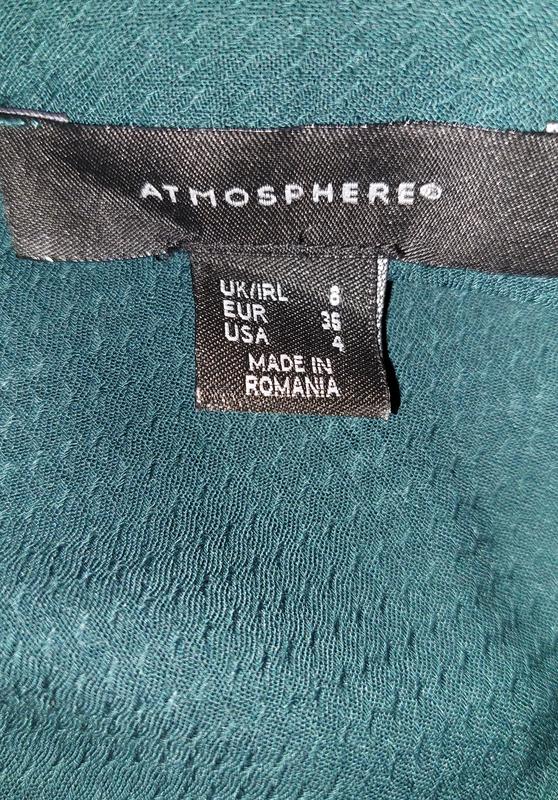 ATMOSPHERE®
UK/IRL 8
EUR 36
USA 4
MADE IN
ROMANIA